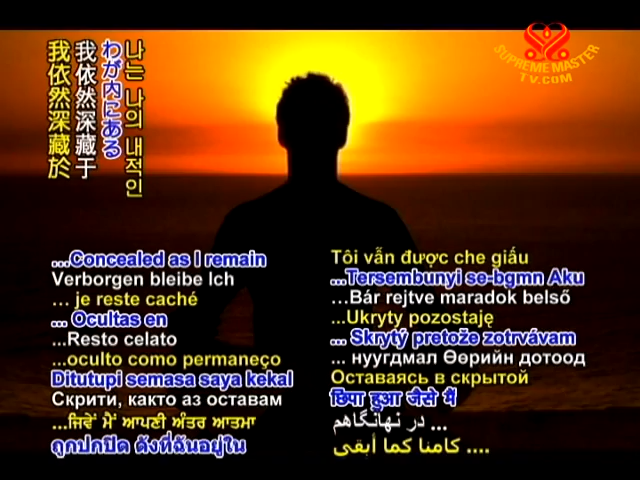 나는 나의 내적인
わが内にある
我依然深藏于
我依然深藏於
SUPREME MASTER
TV.COM
...Concealed as I remain
Verborgen bleibe Ich
... je reste caché
... Ocultas en
...Resto celato
...oculto como permaneço
Ditutupi semasa saya kekal
Скрити, както аз оставам
...ਜਿਵੇਂ ਮੈਂ ਆਪਣੀ ਅੰਤਰ ਆਤਮਾ
ถูกปกปิด ดังที่ฉันอยู่ใน
Tôi vẫn được che giấu
...Tersembunyi se-bgmn Aku
...Bár rejtve maradok belső
...Ukryty pozostaję
... Skrytý pretože zotrvávam
... нуугдмал Өөрийн дотоод
Оставаясь в скрытой
छिपा हुआ जैसे मैं
... در نهانگاهم
.... كامنا كما أبقى